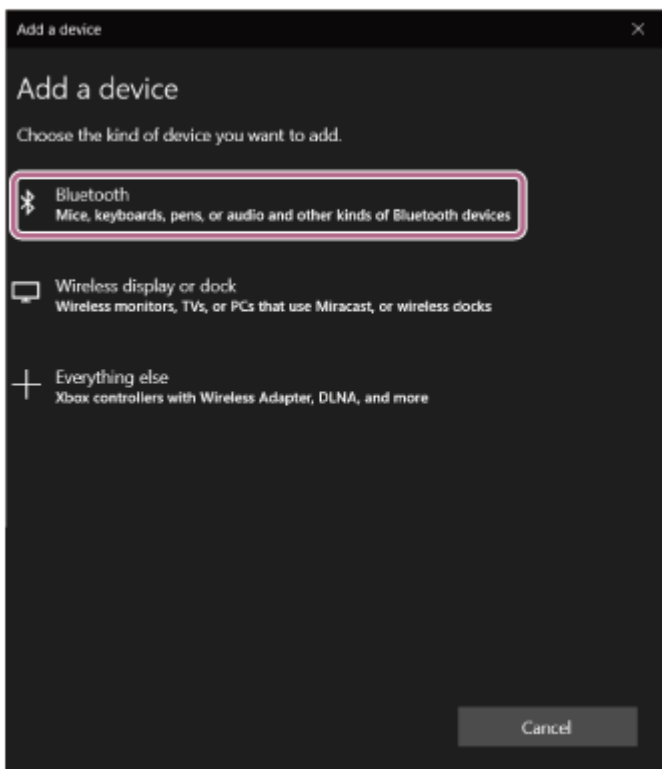 Add a device
Add a device
Choose the kind of device you want to add.
Bluetooth
Mice, keyboards, pens, or audio and other kinds of Bluetooth devices
Wireless display or dock
Wireless monitors, TVs, or PCs that use Miracast, or wireless docks
Everything else
Xbox controllers with Wireless Adapter, DLNA, and more
Cancel